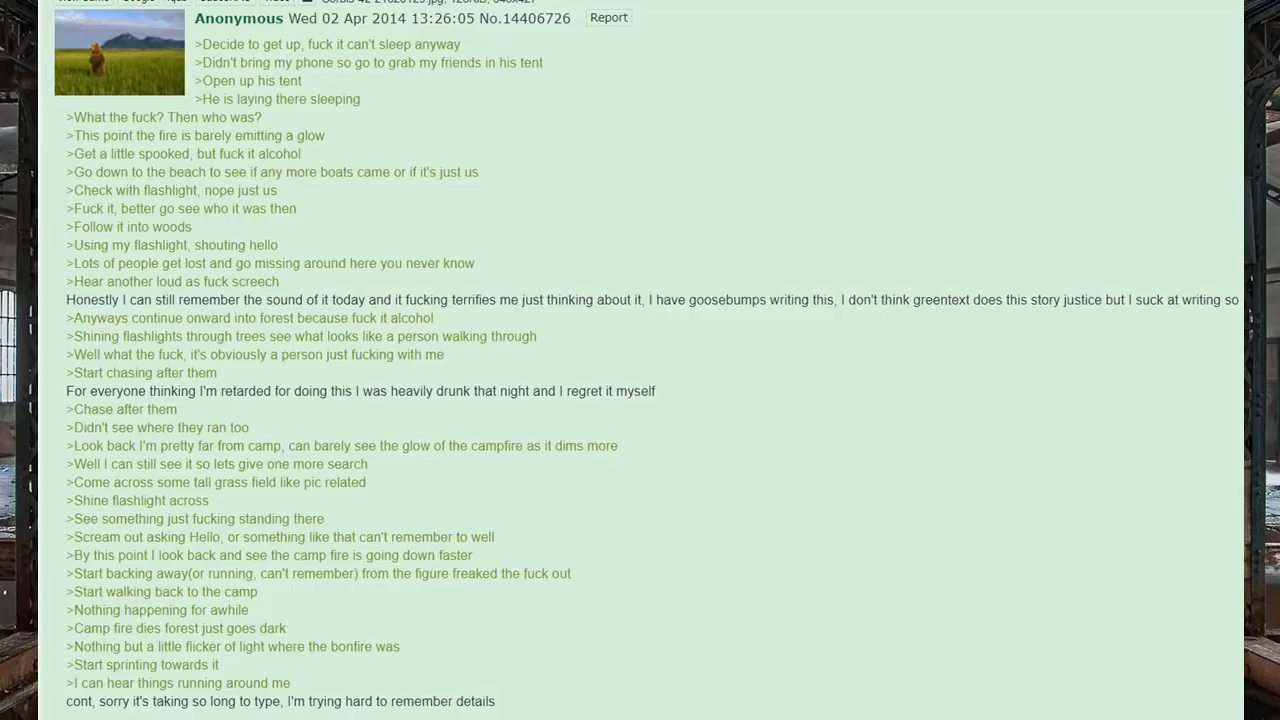 Anonymous Wed 02 Apr 2014 13:26:05 No.14406726 Report
>Decide to get up, fuck it can't sleep anyway
>Didn't bring my phone so go to grab my friends in his tent
>Open up his tent
>He is laying there sleeping
>What the fuck? Then who was?
>This point the fire is barely emitting a glow
>Get a little spooked, but fuck it alcohol
>Go down to the beach to see if any more boats came or if it's just us
>Check with flashlight, nope just us
>Fuck it, better go see who it was then
>Follow it into woods
>Using my flashlight, shouting hello
>Lots of people get lost and go missing around here you never know
>Hear another loud as fuck screech
Honestly I can still remember the sound of it today and it fucking terrifies me just thinking about it, I have goosebumps writing this, I don't think greentext does this story justice but I suck at writing so
>Anyways continue onward into forest because fuck it alcohol
>Shining flashlights through trees see what looks like a person walking through
>Well what the fuck, it's obviously a person just fucking with me
>Start chasing after them
For everyone thinking I'm retarded for doing this I was heavily drunk that night and I regret it myself
>Chase after them
>Didn't see where they ran too
>Look back I'm pretty far from camp, can barely see the glow of the campfire as it dims more
>Well I can still see it so lets give one more search
>Come across some tall grass field like pic related
>Shine flashlight across
>See something just fucking standing there
>Scream out asking Hello, or something like that can't remember to well
>By this point I look back and see the camp fire is going down faster
>Start backing away(or running, can't remember) from the figure freaked the fuck out
>Start walking back to the camp
>Nothing happening for awhile
>Camp fire dies forest just goes dark
>Nothing but a little flicker of light where the bonfire was
>Start sprinting towards it
>I can hear things running around me
cont, sorry it's taking so long to type, I'm trying hard to remember details